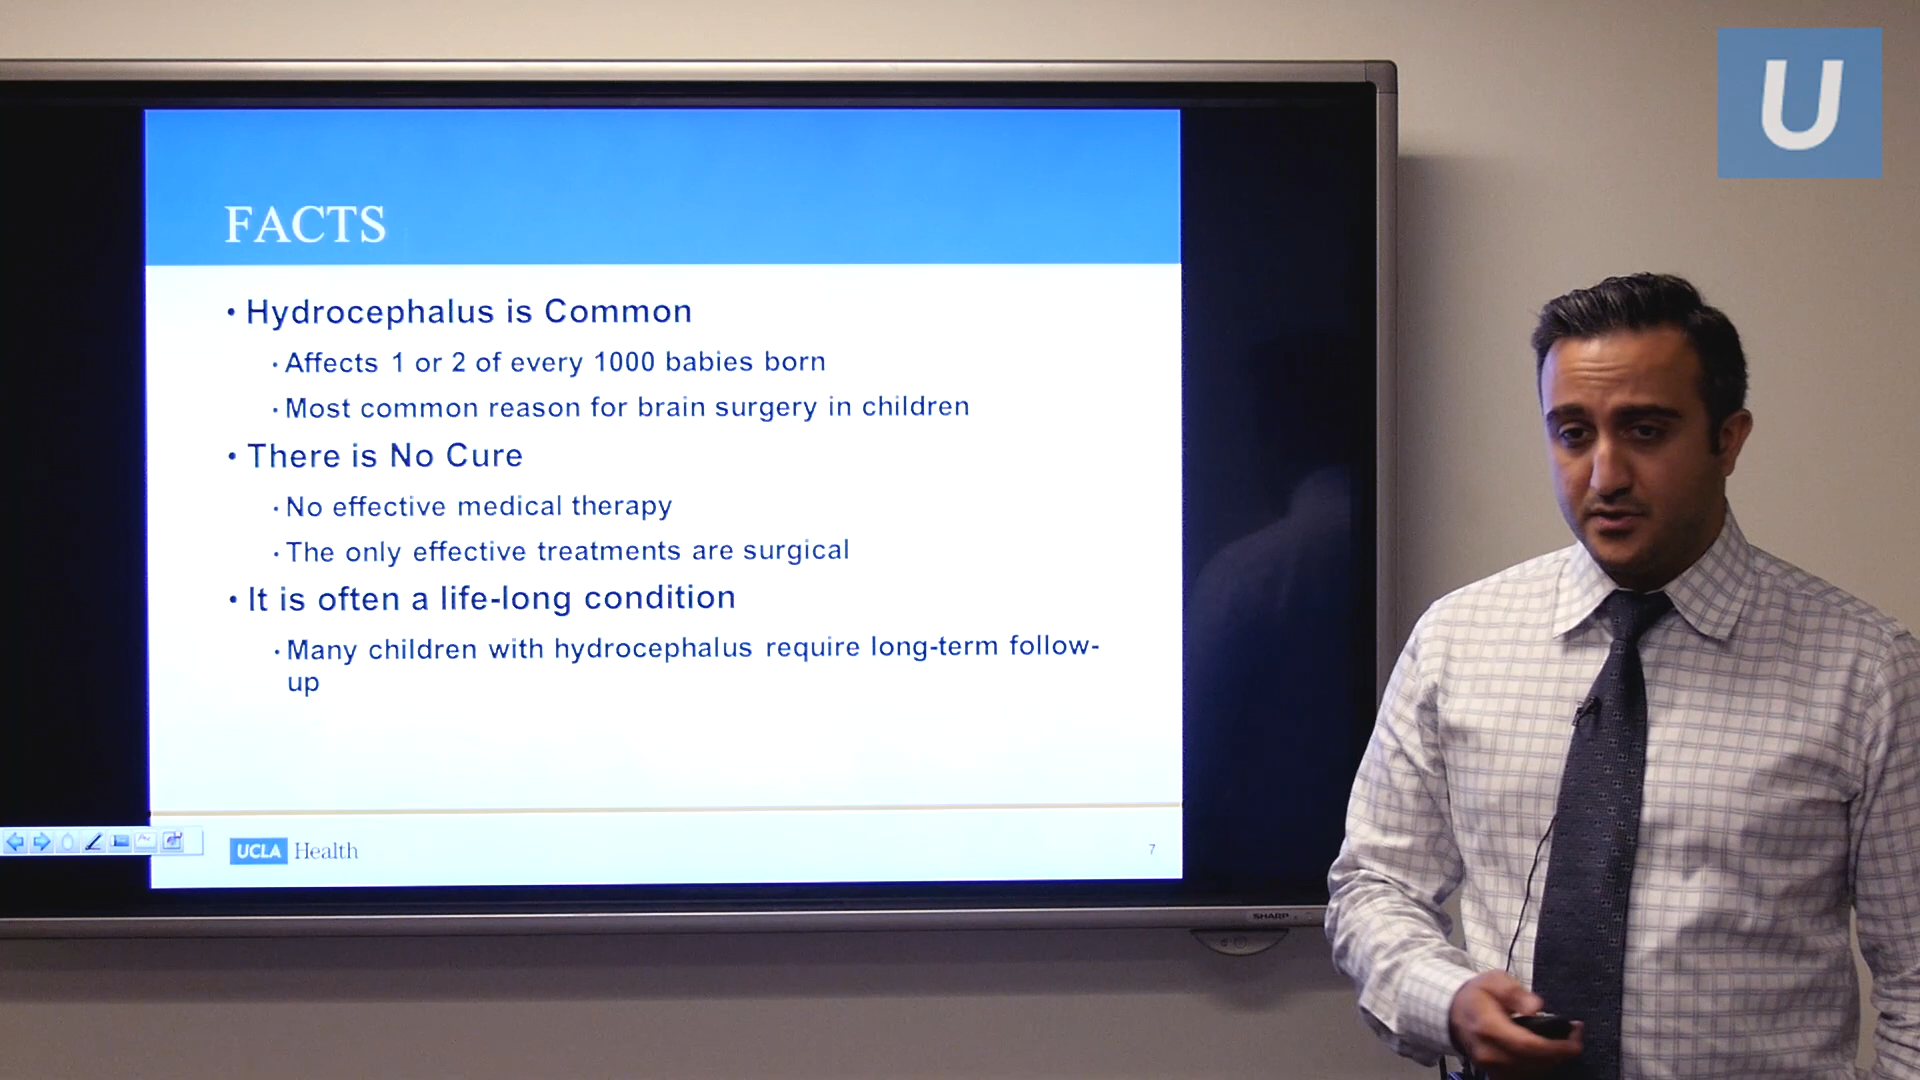 U
FACTS
• Hydrocephalus is Common
• Affects 1 or 2 of every 1000 babies born
• Most common reason for brain surgery in children
• There is No Cure
• No effective medical therapy
• The only effective treatments are surgical
• It is often a life-long condition
• Many children with hydrocephalus require long-term follow-
up
UCLA Health
7
SHARP